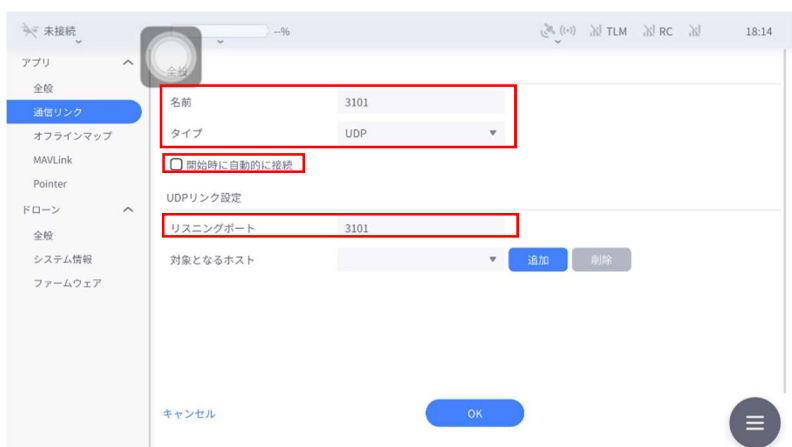 未接続 --% TLM RC 18:14
アプリ
全般
通信リンク
オフラインマップ
MAVLink
Pointer
ドローン
全般
システム情報
ファームウェア
全般
名前 3101
タイプ UDP
開始時に自動的に接続
UDPリンク設定
リスニングポート 3101
対象となるホスト 追加 削除
キャンセル OK